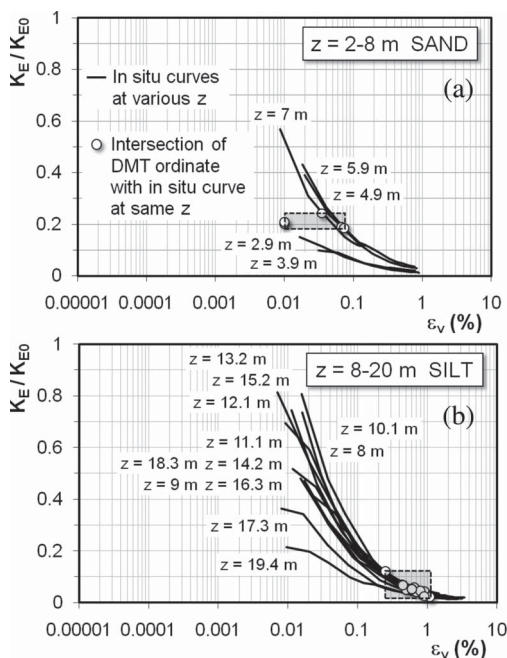 K_E / K_E0
1
0.8
0.6
0.4
0.2
0
z = 2-8 m SAND
(a)
In situ curves
at various z
Intersection of
DMT ordinate
with in situ curve
at same z
z = 7 m
z = 5.9 m
z = 4.9 m
z = 2.9 m
z = 3.9 m
0.00001 0.0001 0.001 0.01 0.1 1 10
ε_v (%)
K_E / K_E0
1
0.8
0.6
0.4
0.2
0
z = 8-20 m SILT
(b)
z = 13.2 m
z = 15.2 m
z = 12.1 m
z = 10.1 m
z = 11.1 m
z = 8 m
z = 18.3 m z = 14.2 m
z = 9 m z = 16.3 m
z = 17.3 m
z = 19.4 m
0.00001 0.0001 0.001 0.01 0.1 1 10
ε_v (%)